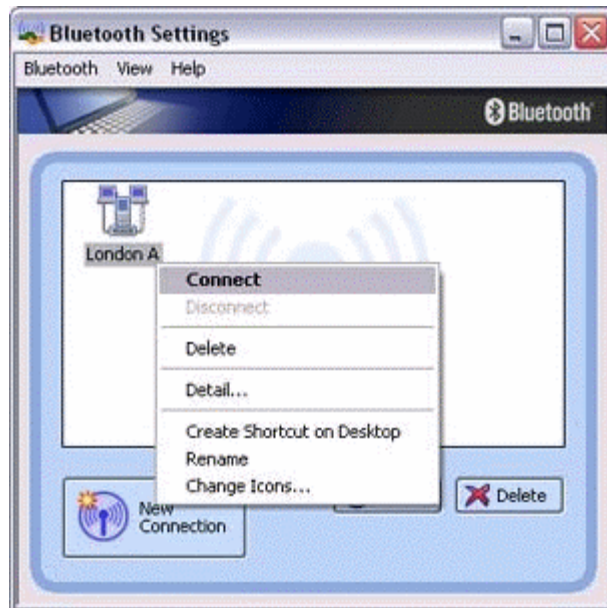 Bluetooth Settings
Bluetooth View Help
Bluetooth
London A
Connect
Disconnect
Delete
Detail...
Create Shortcut on Desktop
Rename
Change Icons...
New
Connection
Delete